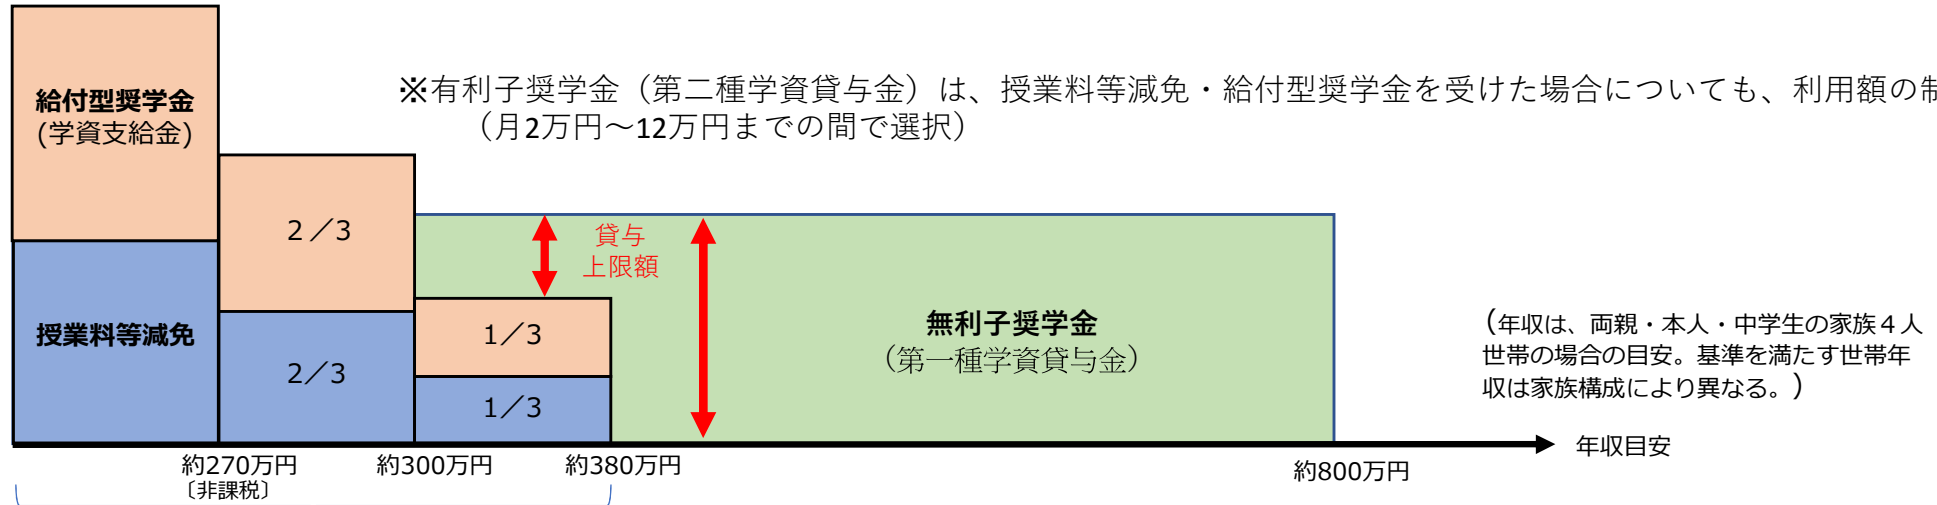 ※有利子奨学金（第二種学資貸与金）は、授業料等減免・給付型奨学金を受けた場合についても、利用額の
（月2万円～12万円までの間で選択）
給付型奨学金
(学資支給金)
授業料等減免
2／3
2／3
1／3
1／3
貸与
上限額
無利子奨学金
（第一種学資貸与金）
(年収は、両親・本人・中学生の家族４人
世帯の場合の目安。基準を満たす世帯年
収は家族構成により異なる。)
年収目安
約270万円
〔非課税〕
約300万円
約380万円
約800万円